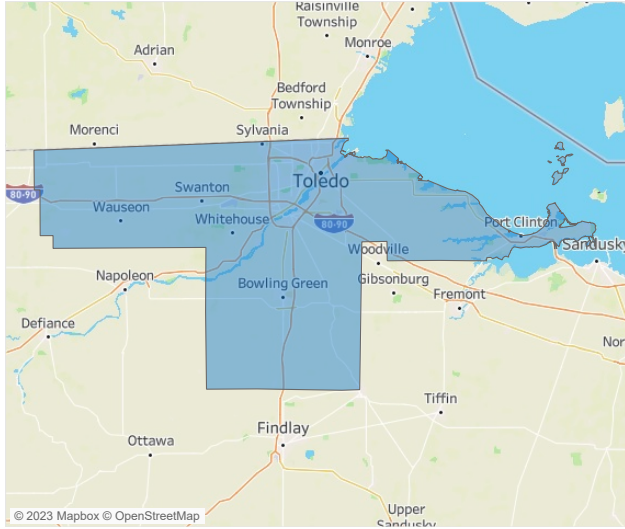 Raisinville
Township
Adrian
Monroe
Bedford
Township
Morenci
Sylvania
Toledo
80-90
Swanton
Wauseon
Whitehouse
80-90
Port Clinton
Woodville
Sandusky
Napoleon
Bowling Green
Gibsonburg
Fremont
Defiance
Nor
Tiffin
Findlay
Ottawa
Upper
Sandusky
© 2023 Mapbox © OpenStreetMap